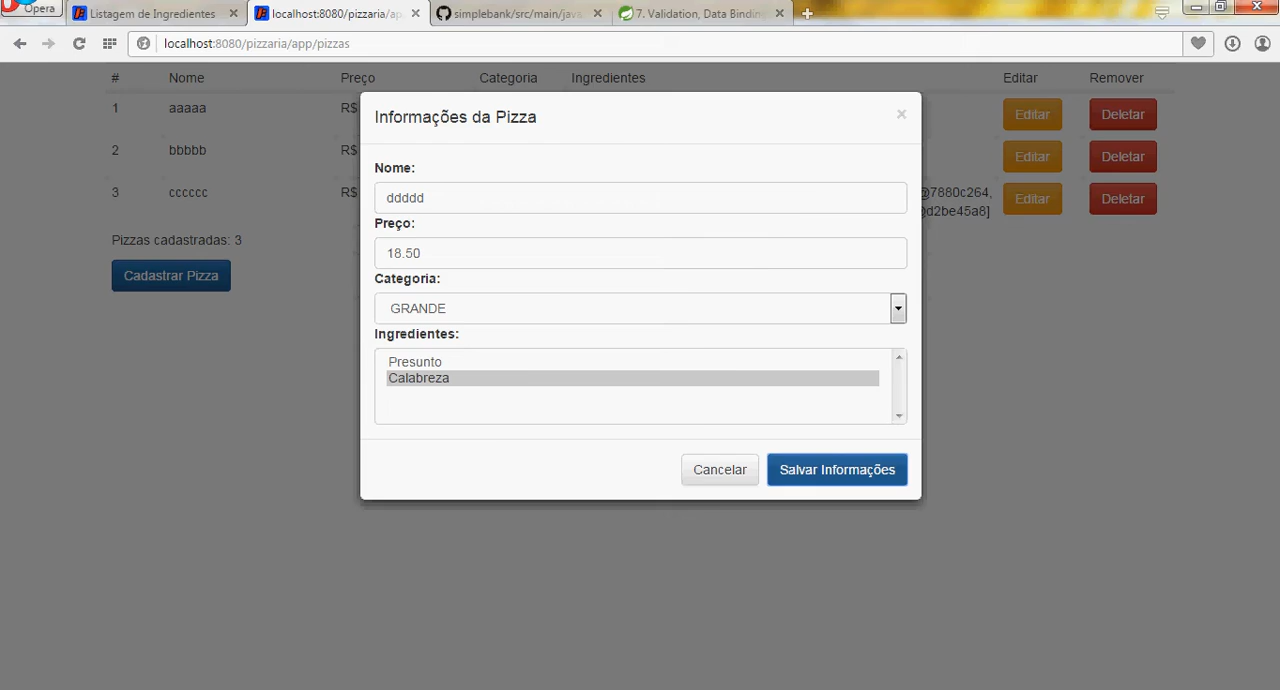 Opera
Listagem de Ingredientes
localhost:8080/pizzaria/ap
simplebank/src/main/java
7. Validation, Data Binding
localhost:8080/pizzaria/app/pizzas
# Nome Preço Categoria Ingredientes Editar Remover
1 aaaaa R$ Editar Deletar
2 bbbbb R$ Editar Deletar
3 cccccc R$ @7880c264, Editar Deletar
@d2be45a8]
Pizzas cadastradas: 3
Cadastrar Pizza
Informações da Pizza ×
Nome:
ddddd
Preço:
18.50
Categoria:
GRANDE
Ingredientes:
Presunto
Calabreza
Cancelar Salvar Informações